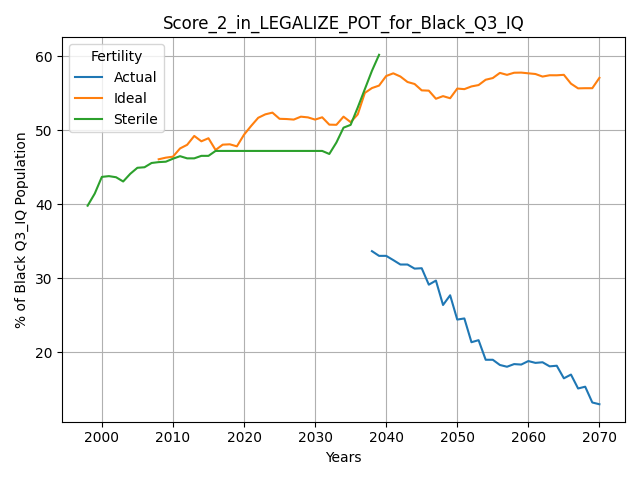 Score_2_in_LEGALIZE_POT_for_Black_Q3_IQ
Fertility
Actual
Ideal
Sterile
% of Black Q3_IQ Population
60
50
40
30
20
2000 2010 2020 2030 2040 2050 2060 2070
Years